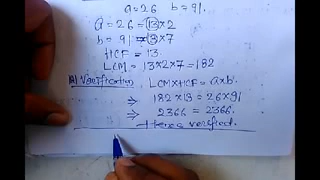 a=26 b=91.
a=26=13×2
b=91=13×7
HCF=13.
LCM=13×2×7=182
Verification LCM×HCF=a×b.
⇒ 182×13=26×91
⇒ 2366=2366.
Hence verified.